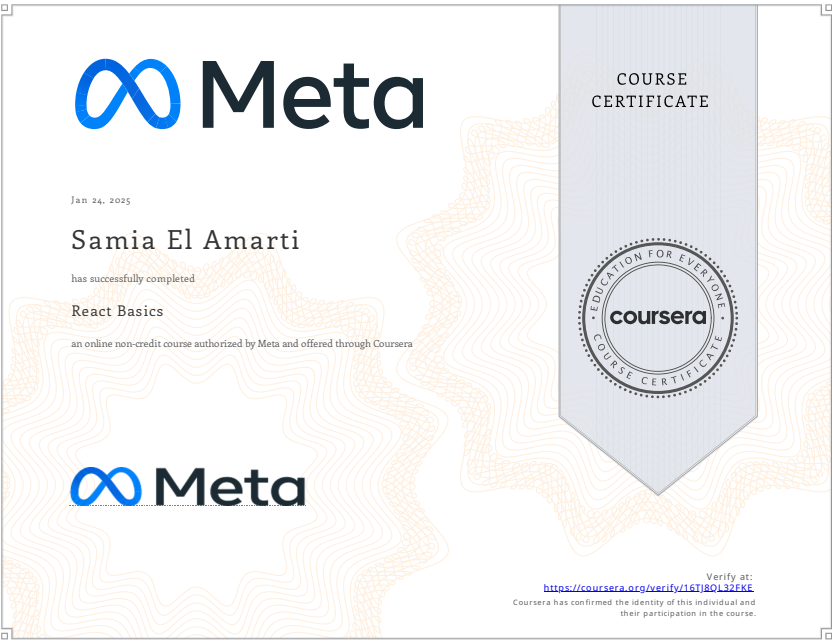 Meta
COURSE
CERTIFICATE
Jan 24, 2025
Samia El Amarti
has successfully completed
React Basics
an online non-credit course authorized by Meta and offered through Coursera
EDUCATION FOR EVERYONE
coursera
COURSE CERTIFICATE
Meta
Verify at:
https://coursera.org/verify/16TJ8QL32FKE
Coursera has confirmed the identity of this individual and
their participation in the course.